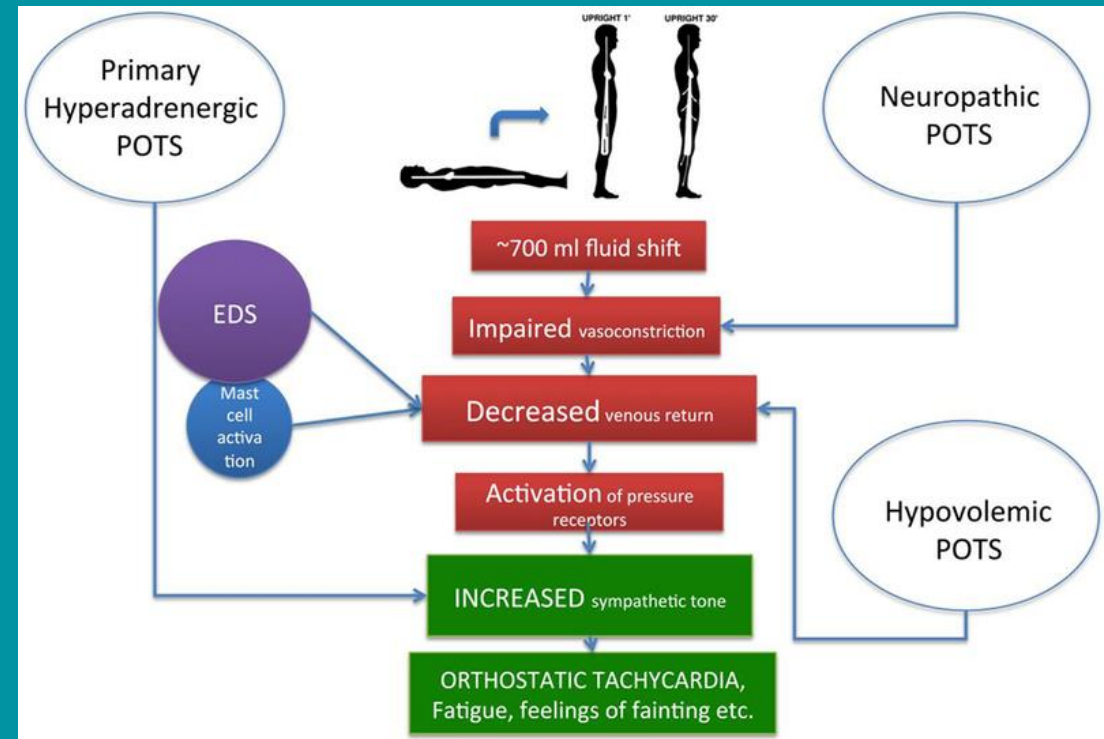 UPRIGHT 1' UPRIGHT 30'
Primary
Hyperadrenergic
POTS
Neuropathic
POTS
~700 ml fluid shift
EDS
Impaired vasoconstriction
Mast
cell
activa
tion
Decreased venous return
Activation of pressure
receptors
Hypovolemic
POTS
INCREASED sympathetic tone
ORTHOSTATIC TACHYCARDIA,
Fatigue, feelings of fainting etc.